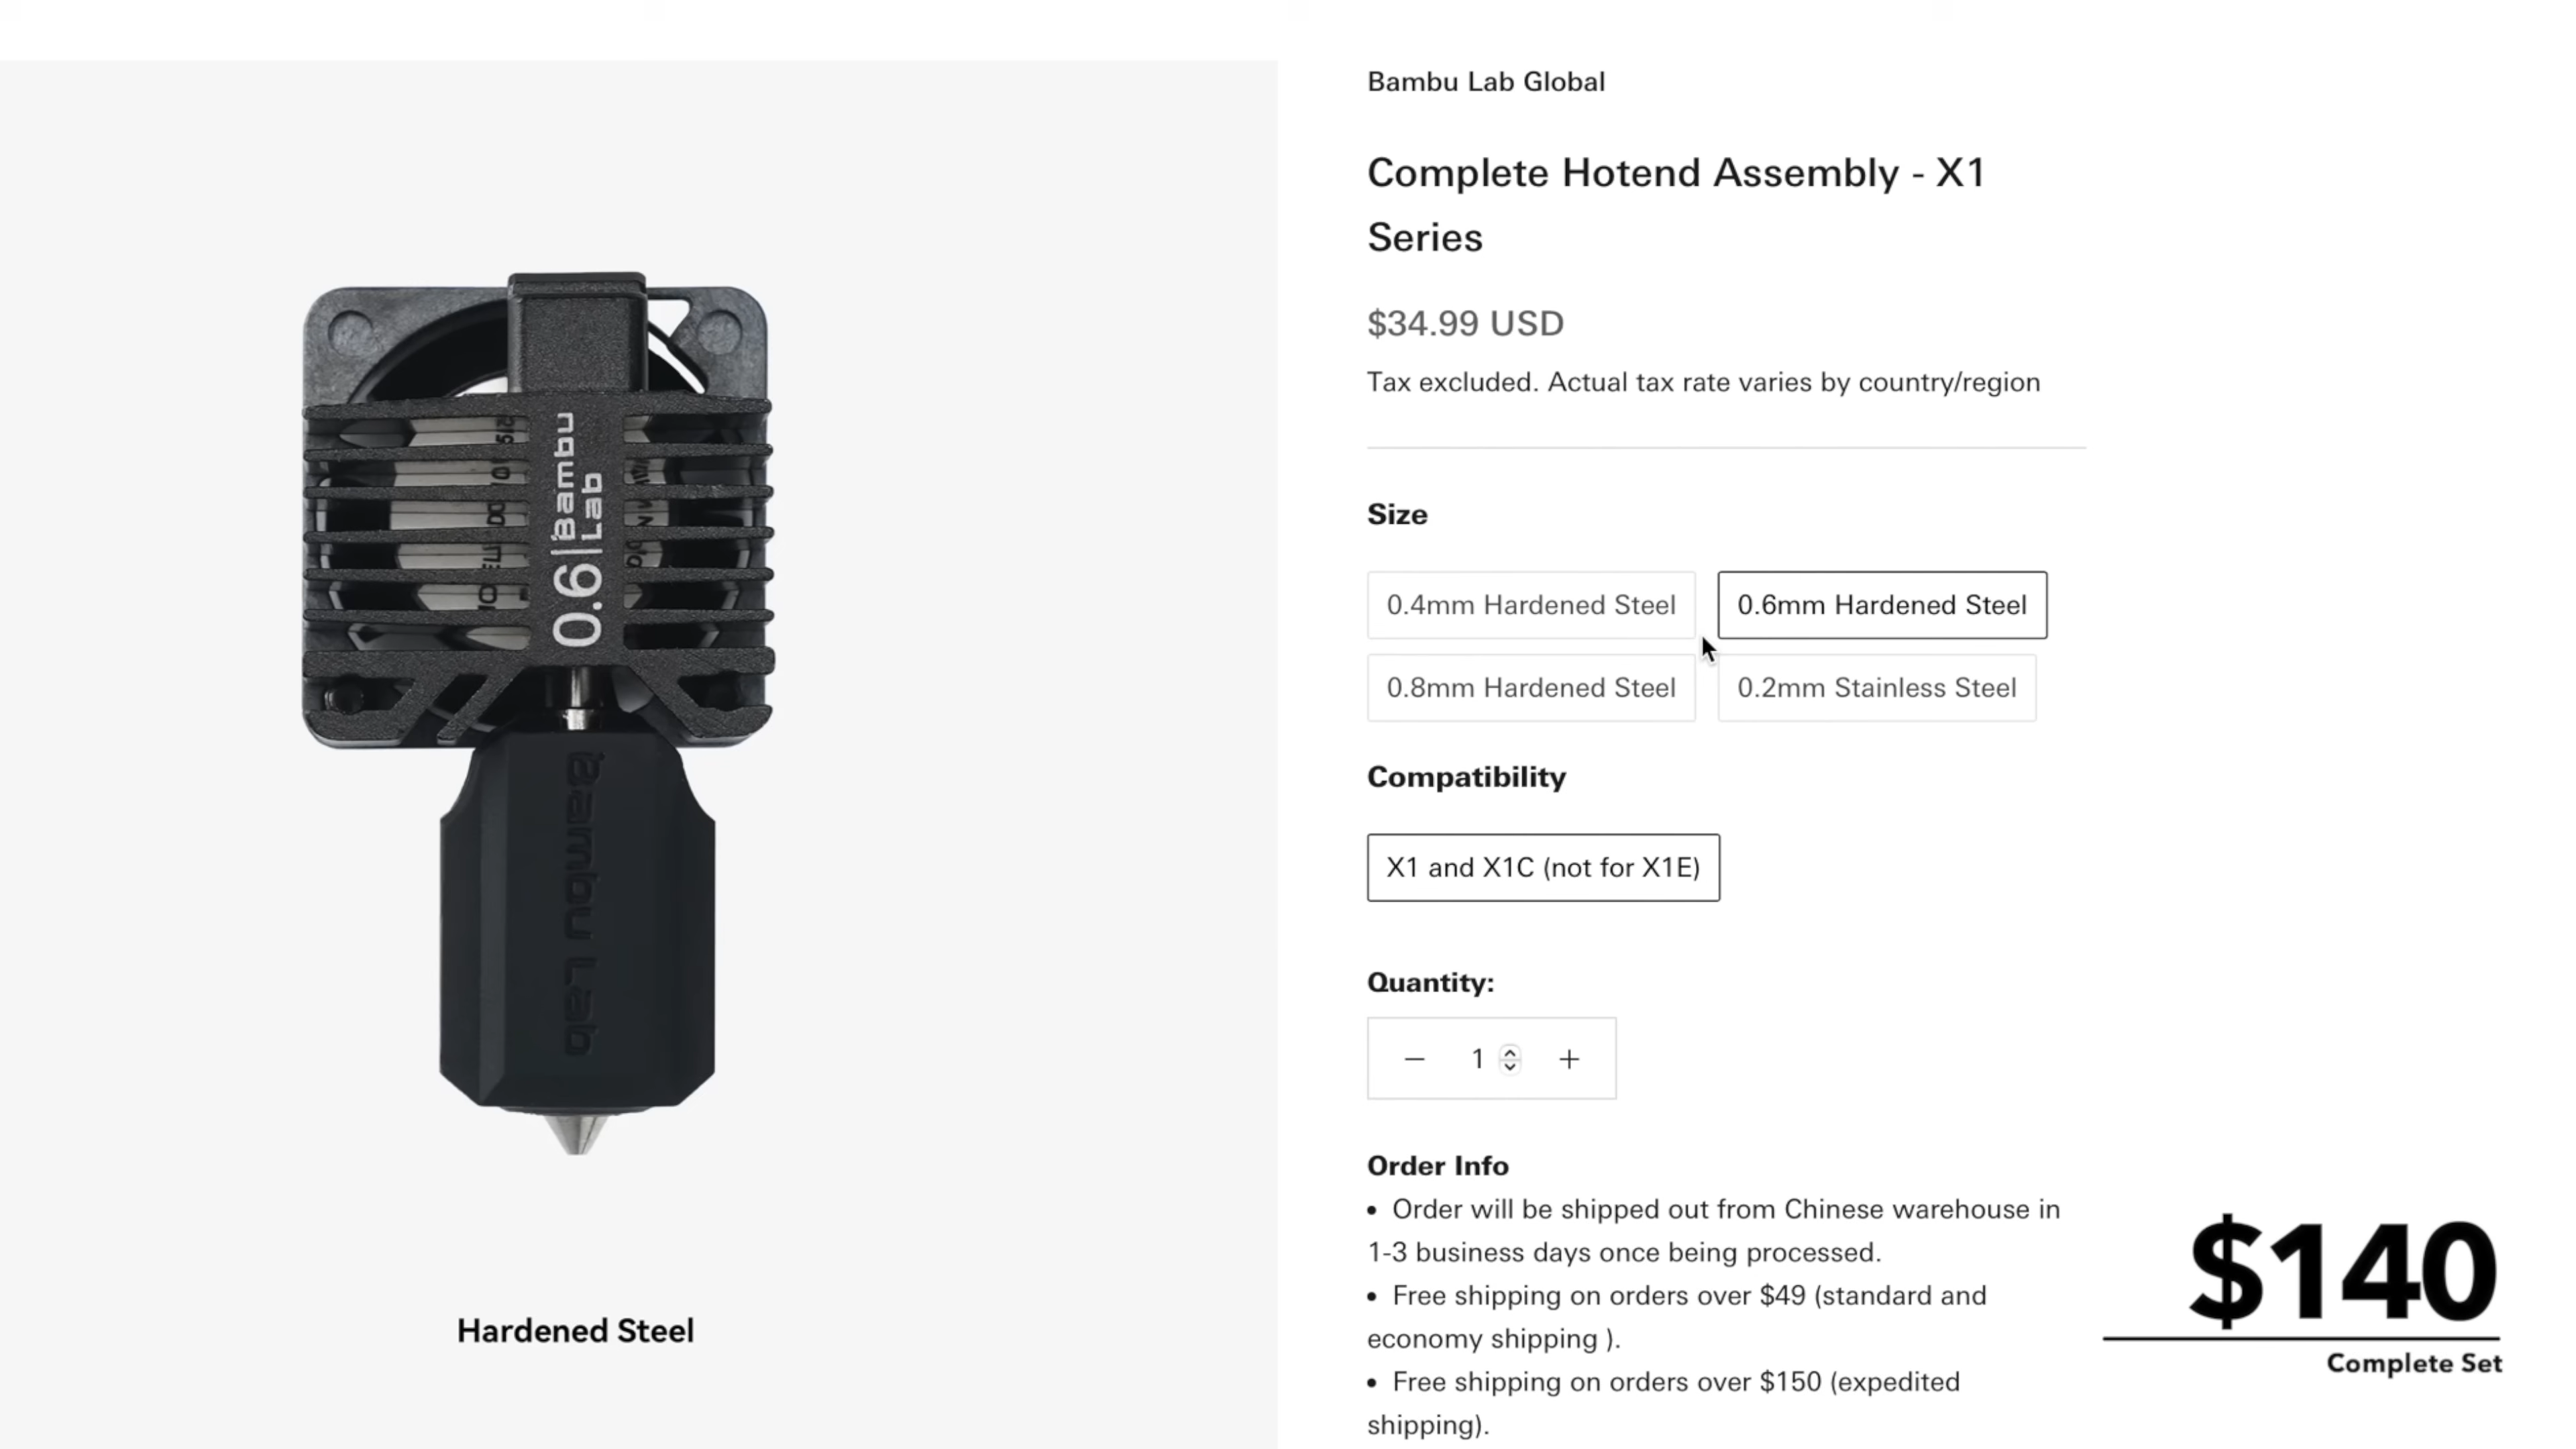 Bambu Lab Global
Complete Hotend Assembly - X1
Series
$34.99 USD
Tax excluded. Actual tax rate varies by country/region
Size
0.4mm Hardened Steel
0.6mm Hardened Steel
0.8mm Hardened Steel
0.2mm Stainless Steel
Compatibility
X1 and X1C (not for X1E)
Quantity:
1
Order Info
• Order will be shipped out from Chinese warehouse in
1-3 business days once being processed.
• Free shipping on orders over $49 (standard and
economy shipping ).
• Free shipping on orders over $150 (expedited
shipping).
0.6 Bambu
Lab
Bambu Lab
Hardened Steel
$140
Complete Set